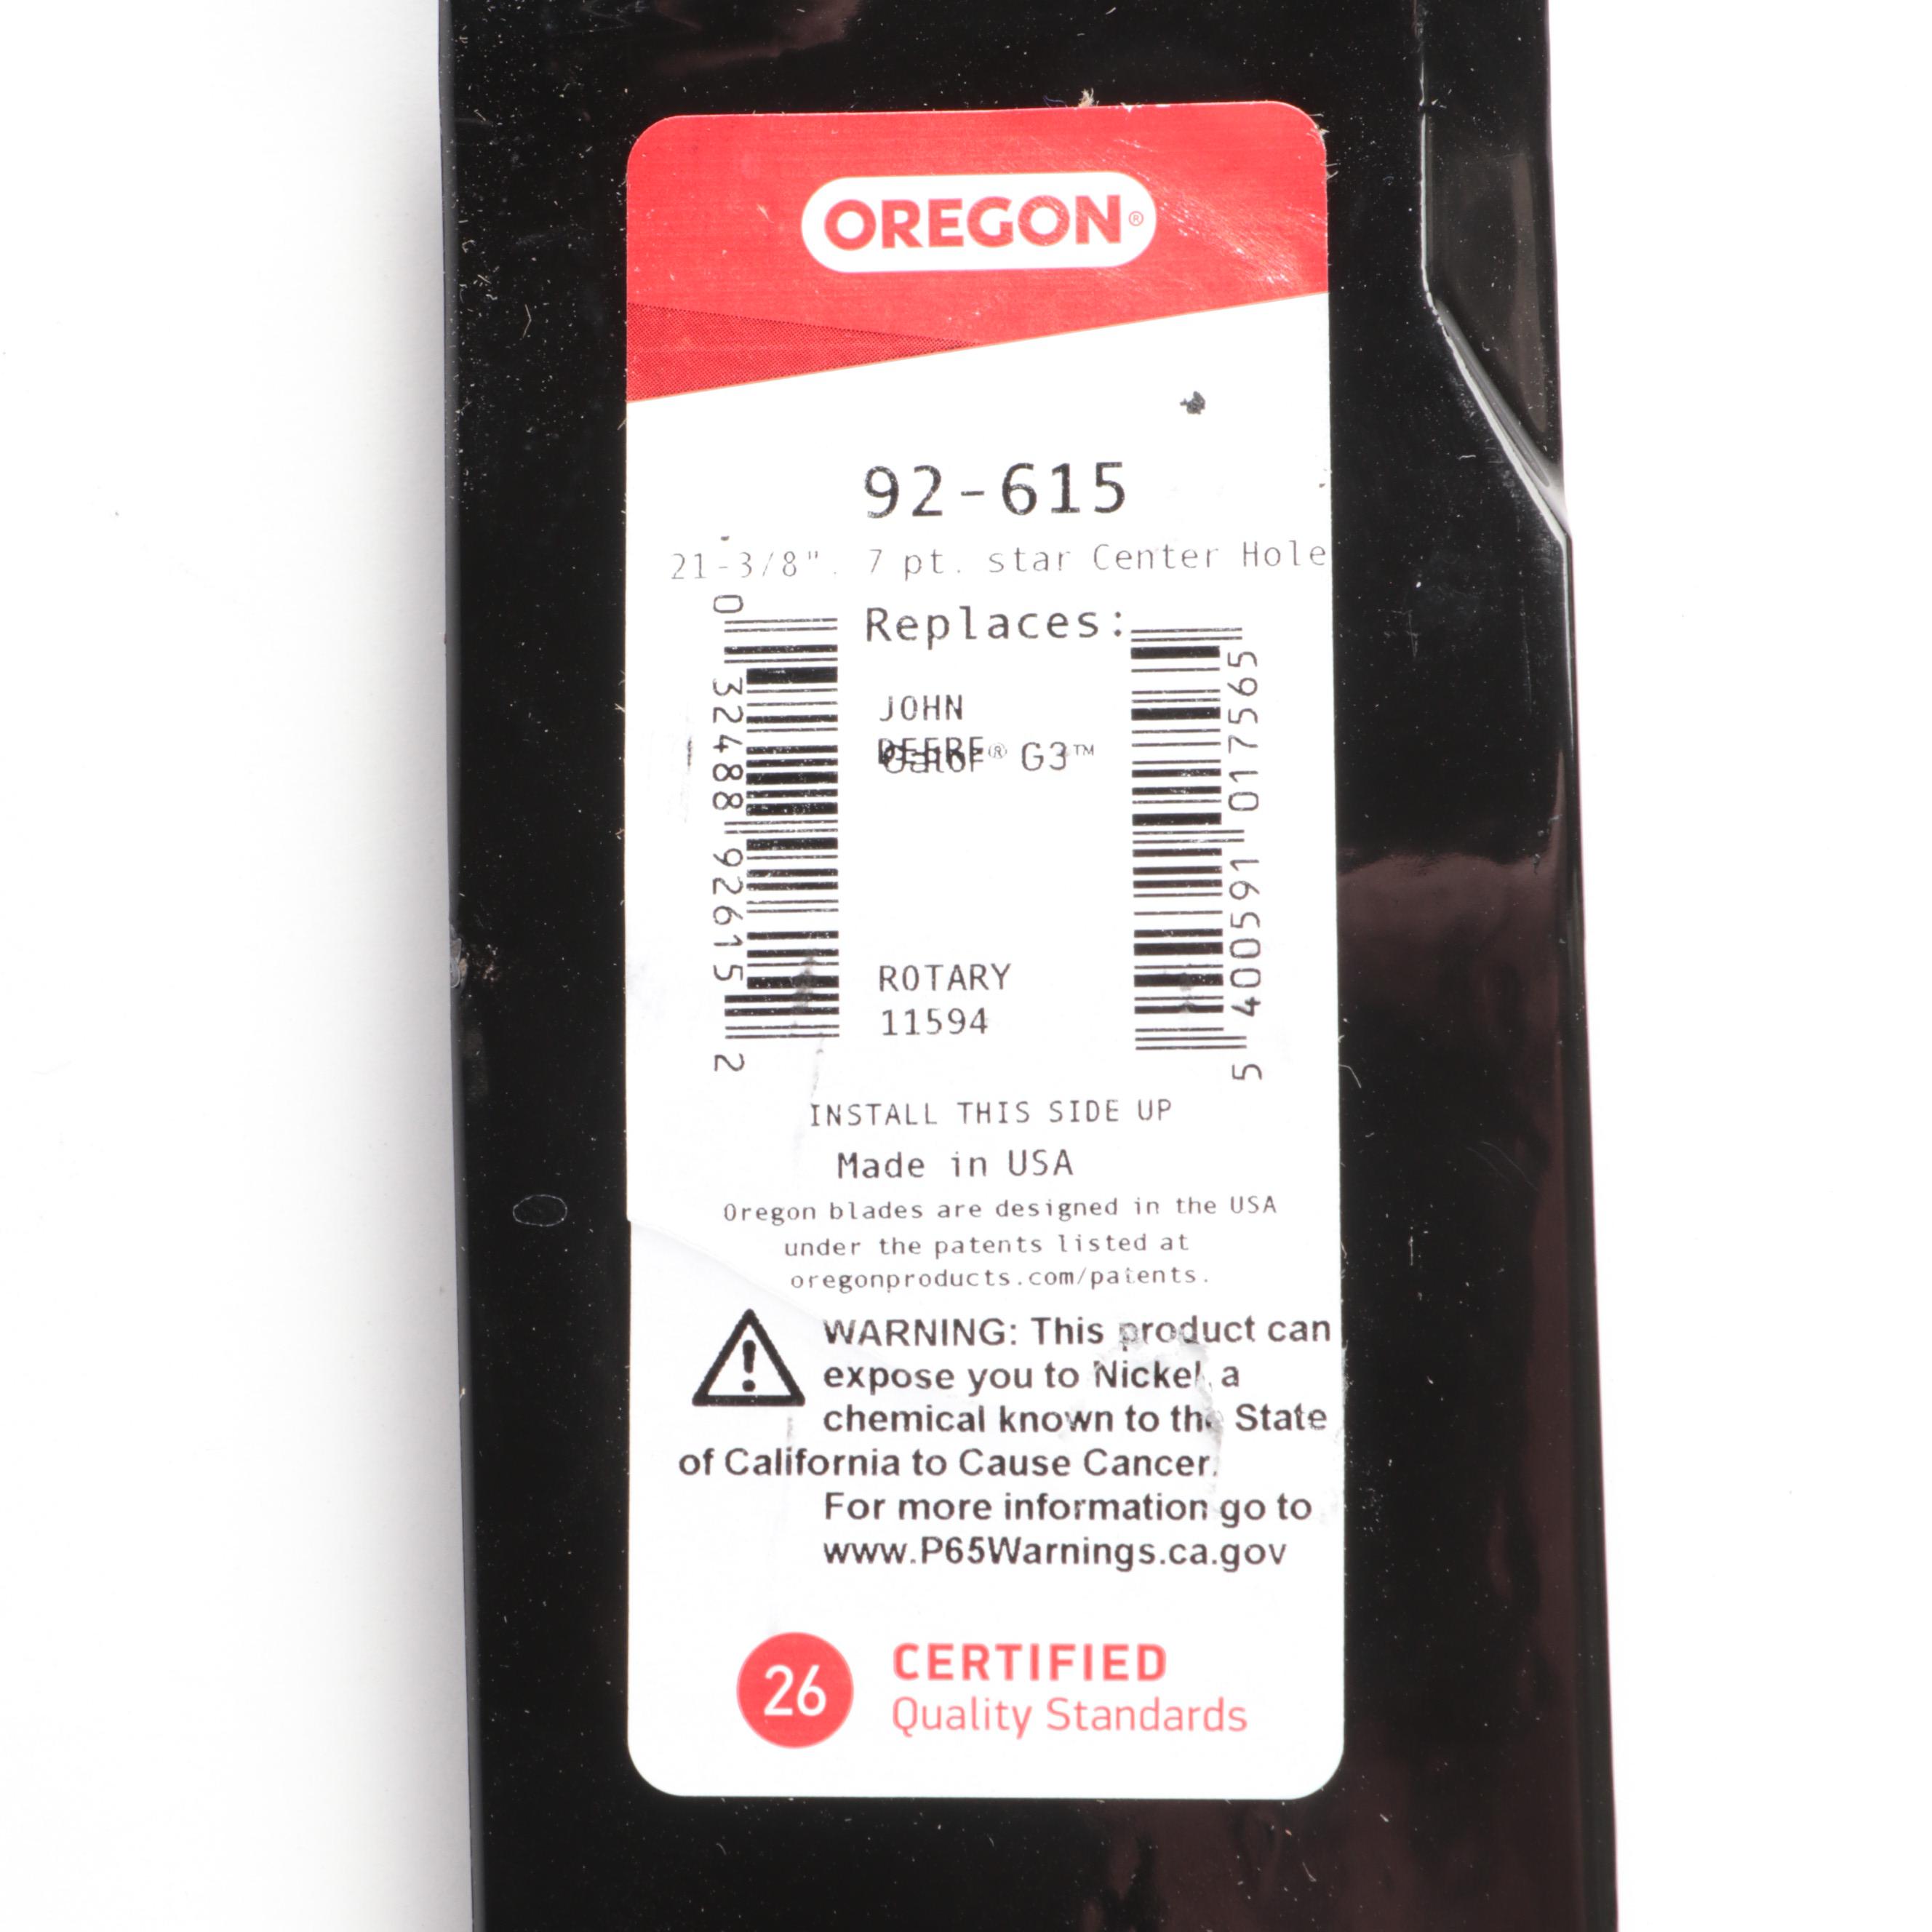 OREGON®
92-615
21-3/8". 7 pt. star Center Hole
Replaces:
0 32488 92615 2
JOHN
DEERE
Gator® G3™
5 400591 017565
ROTARY
11594
INSTALL THIS SIDE UP
Made in USA
Oregon blades are designed in the USA
under the patents listed at
oregonproducts.com/patents.
WARNING: This product can
expose you to Nickel, a
chemical known to the State
of California to Cause Cancer.
For more information go to
www.P65Warnings.ca.gov
26
CERTIFIED
Quality Standards